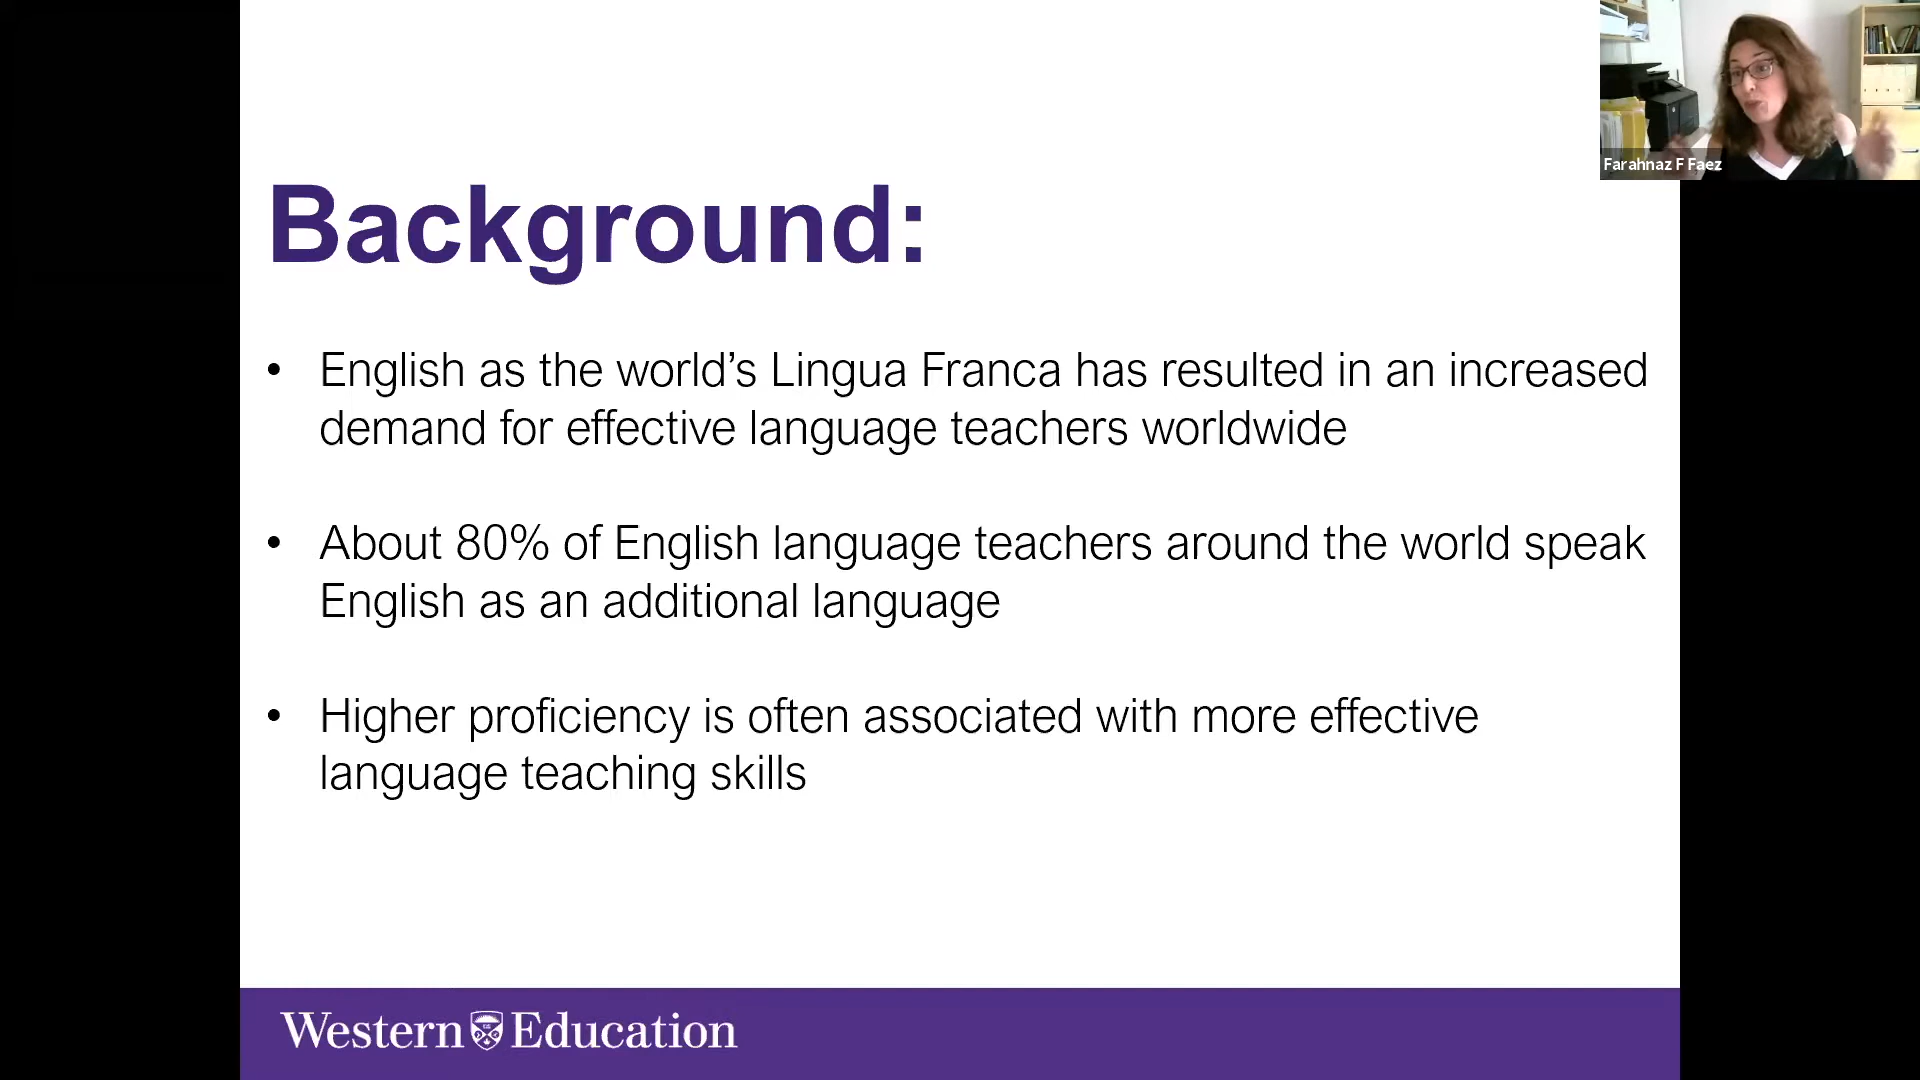 Farahnaz F Faez
Background:
• English as the world’s Lingua Franca has resulted in an increased
demand for effective language teachers worldwide
• About 80% of English language teachers around the world speak
English as an additional language
• Higher proficiency is often associated with more effective
language teaching skills
Western Education